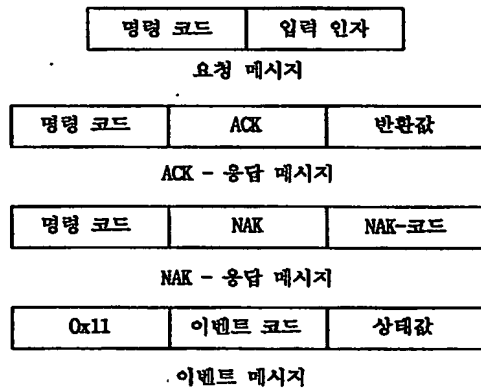 명령 코드 입력 인자
요청 메시지
명령 코드 ACK 반환값
ACK - 응답 메시지
명령 코드 NAK NAK-코드
NAK - 응답 메시지
0x11 이벤트 코드 상태값
이벤트 메시지